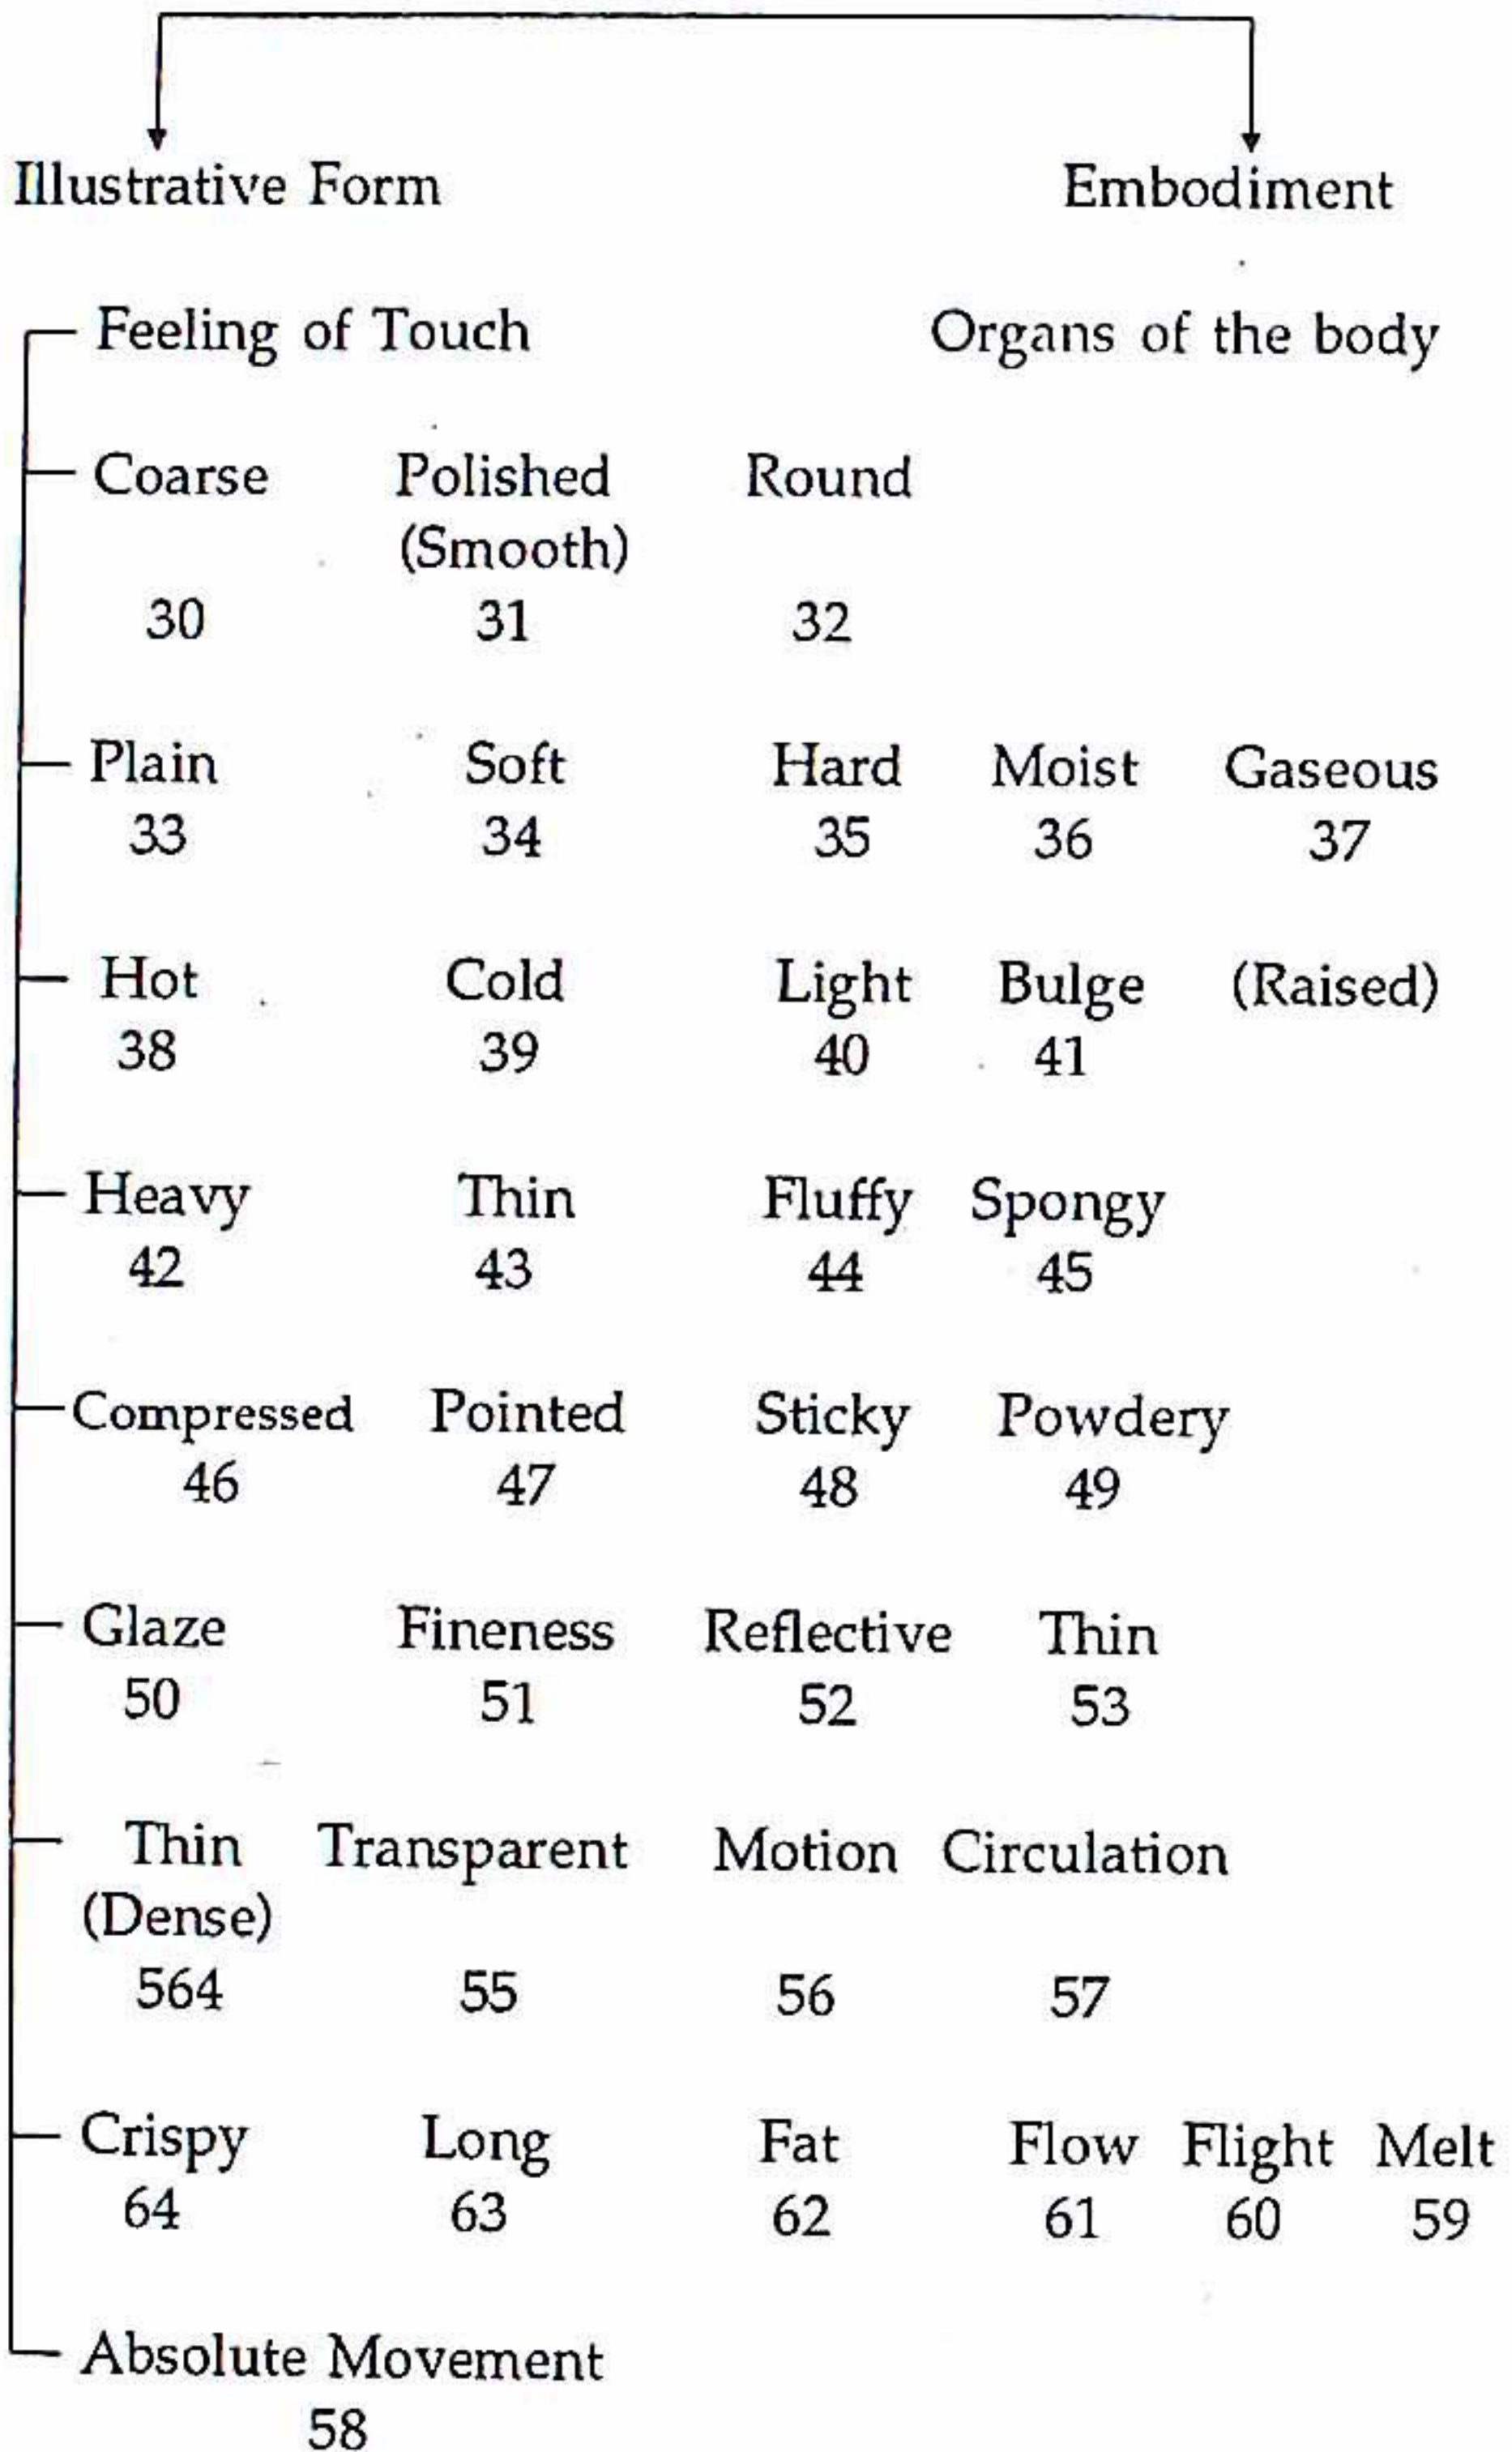 Illustrative Form Embodiment
Feeling of Touch Organs of the body
Coarse Polished Round
(Smooth)
30 31 32
Plain Soft Hard Moist Gaseous
33 34 35 36 37
Hot Cold Light Bulge (Raised)
38 39 40 41
Heavy Thin Fluffy Spongy
42 43 44 45
Compressed Pointed Sticky Powdery
46 47 48 49
Glaze Fineness Reflective Thin
50 51 52 53
Thin Transparent Motion Circulation
(Dense)
564 55 56 57
Crispy Long Fat Flow Flight Melt
64 63 62 61 60 59
Absolute Movement
58